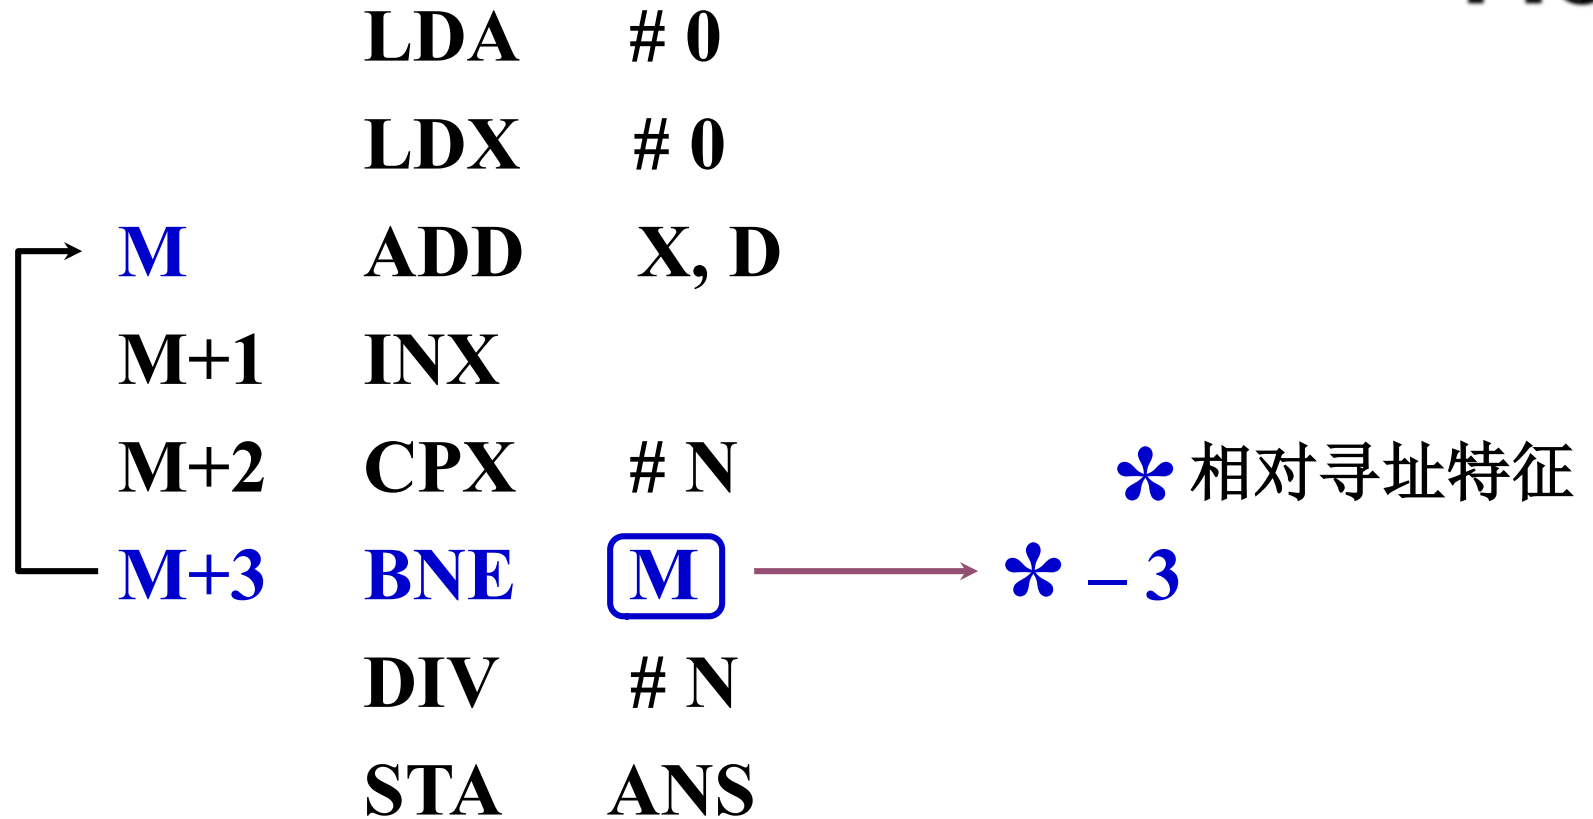 LDA # 0
LDX # 0
M ADD X, D
M+1 INX
M+2 CPX # N
* 相对寻址特征
M+3 BNE M * – 3
DIV # N
STA ANS